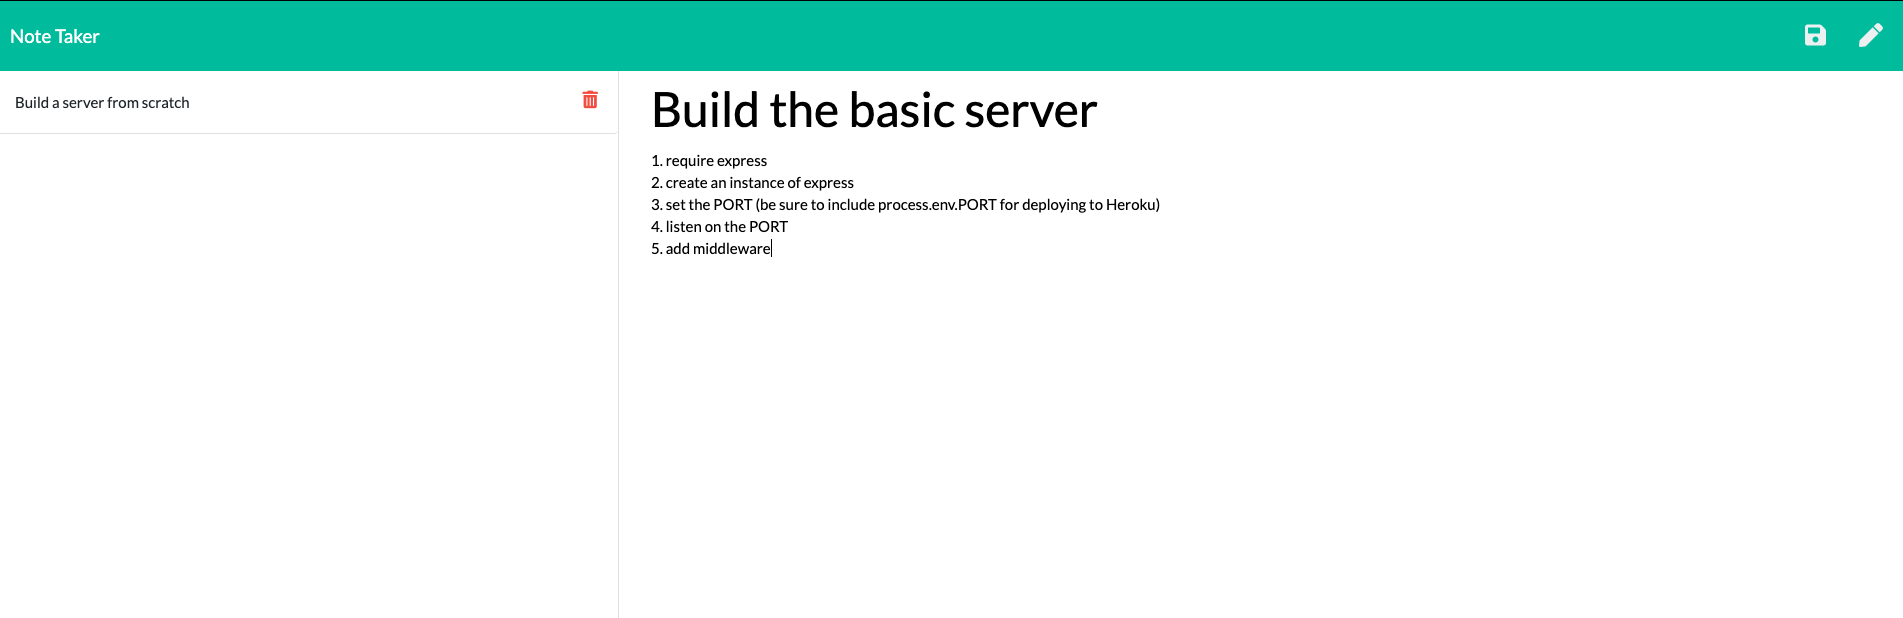 Note Taker
Build a server from scratch
Build the basic server
1. require express
2. create an instance of express
3. set the PORT (be sure to include process.env.PORT for deploying to Heroku)
4. listen on the PORT
5. add middleware